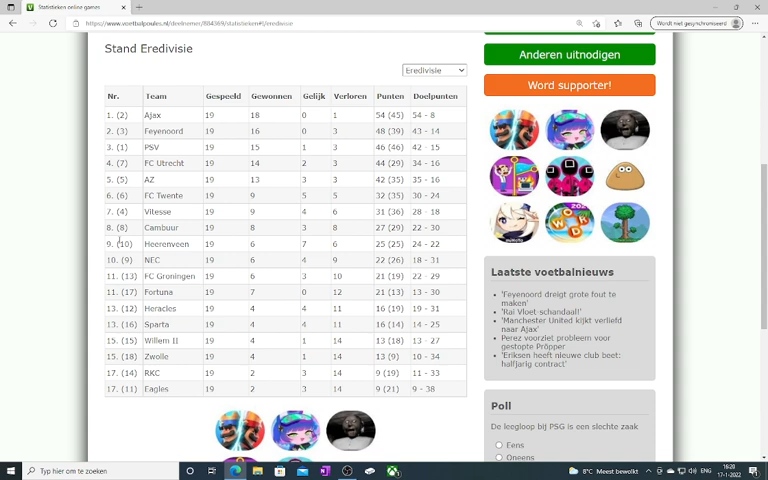 Statistieken online games
https://www.voetbalpoules.nl/deelnemer/884369/statistieken#!/eredivisie
Wordt niet gesynchroniseerd
Stand Eredivisie
Eredivisie
Nr. Team Gespeeld Gewonnen Gelijk Verloren Punten Doelpunten
1. (2) Ajax 19 18 0 1 54 (45) 54 - 8
2. (3) Feyenoord 19 16 0 3 48 (39) 43 - 14
3. (1) PSV 19 15 1 3 46 (46) 42 - 15
4. (7) FC Utrecht 19 14 2 3 44 (29) 34 - 16
5. (5) AZ 19 13 3 3 42 (35) 35 - 16
6. (6) FC Twente 19 9 5 5 32 (35) 30 - 24
7. (4) Vitesse 19 9 4 6 31 (36) 28 - 18
8. (8) Cambuur 19 8 3 8 27 (29) 22 - 30
9. (10) Heerenveen 19 6 7 6 25 (25) 24 - 22
10. (9) NEC 19 6 4 9 22 (26) 18 - 31
11. (13) FC Groningen 19 6 3 10 21 (19) 22 - 29
11. (17) Fortuna 19 7 0 12 21 (13) 13 - 30
13. (12) Heracles 19 4 4 11 16 (19) 19 - 31
13. (16) Sparta 19 4 4 11 16 (14) 14 - 25
15. (15) Willem II 19 4 1 14 13 (18) 13 - 27
15. (18) Zwolle 19 4 1 14 13 (9) 10 - 34
17. (14) RKC 19 2 3 14 9 (19) 11 - 33
17. (11) Eagles 19 2 3 14 9 (21) 9 - 38
Anderen uitnodigen
Word supporter!
Laatste voetbalnieuws
'Feyenoord dreigt grote fout te
maken'
'Rai Vloet-schandaal!'
'Manchester United kijkt verliefd
naar Ajax'
Perez voorziet probleem voor
gestopte Pröpper
'Eriksen heeft nieuwe club beet:
halfjarig contract'
Poll
De leegloop bij PSG is een slechte zaak
Eens
Oneens
Typ hier om te zoeken
8°C Meest bewolkt
16:20
17-1-2022